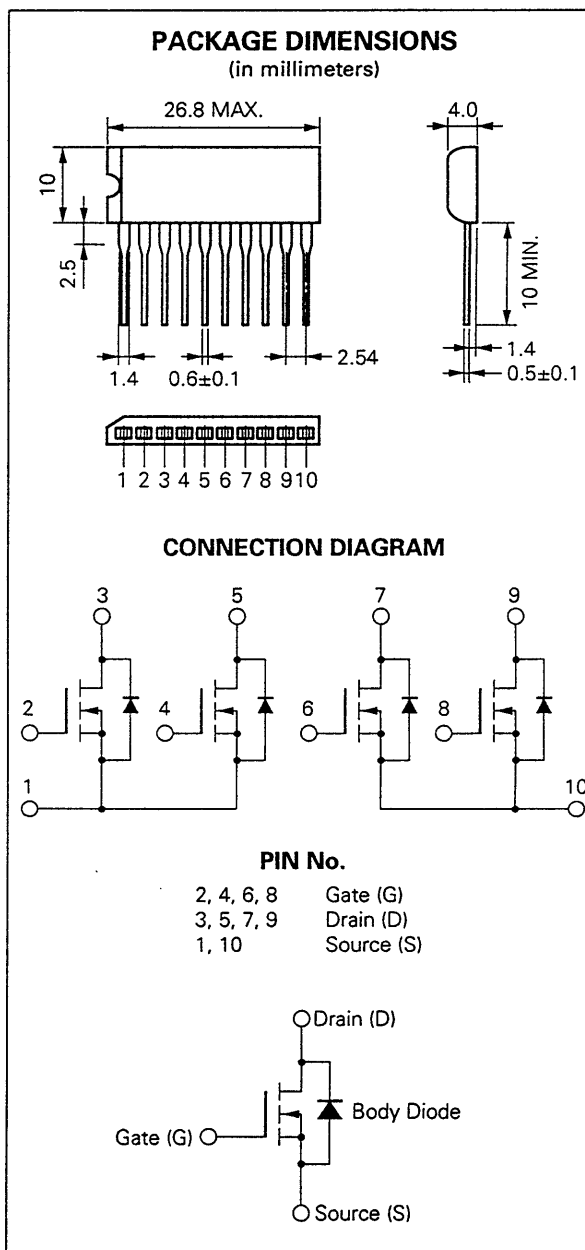 PACKAGE DIMENSIONS
(in millimeters)
26.8 MAX.
4.0
10
2.5
10 MIN.
1.4
0.6±0.1
2.54
1.4
0.5±0.1
1 2 3 4 5 6 7 8 9 10
CONNECTION DIAGRAM
3 5 7 9
2 4 6 8
1 10
PIN No.
2, 4, 6, 8 Gate (G)
3, 5, 7, 9 Drain (D)
1, 10 Source (S)
Drain (D)
Body Diode
Gate (G)
Source (S)